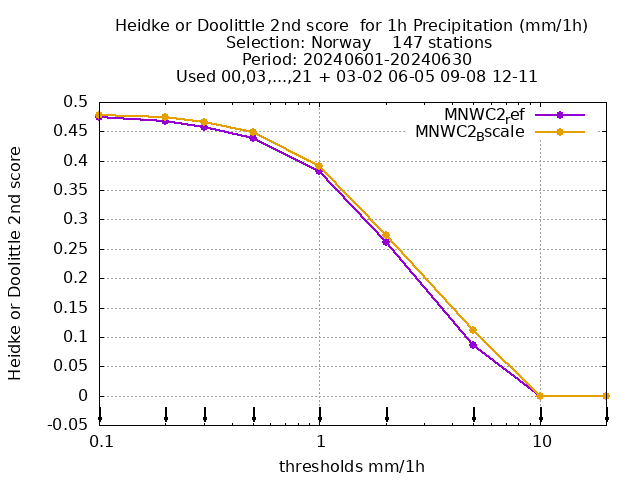 Heidke or Doolittle 2nd score  for 1h Precipitation (mm/1h)
Selection: Norway    147 stations
Period: 20240601-20240630
Used 00,03,...,21 + 03-02 06-05 09-08 12-11
MNWC2ref
MNWC2Bscale
0.5
0.45
0.4
0.35
0.3
0.25
0.2
0.15
0.1
0.05
0
-0.05
0.1
1
10
Heidke or Doolittle 2nd score
thresholds mm/1h